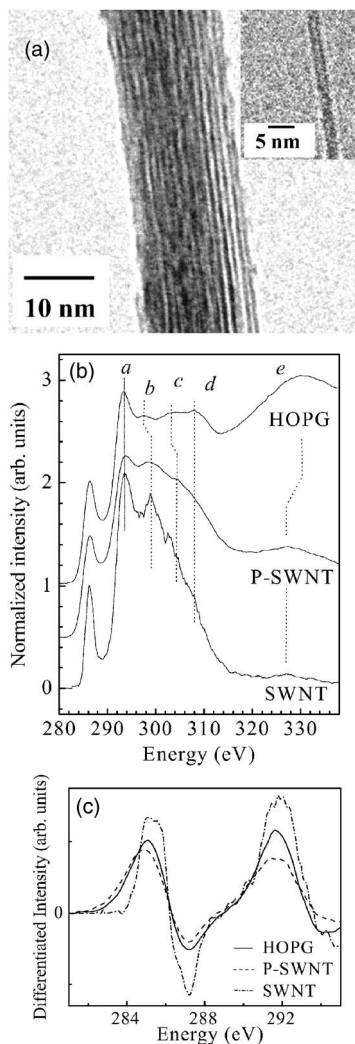 (a)
5 nm
10 nm
(b)
a
b
c
d
e
3
HOPG
2
P-SWNT
1
0
SWNT
Normalized intensity (arb. units)
280 290 300 310 320 330
Energy (eV)
(c)
0
HOPG
P-SWNT
SWNT
Differentiated Intensity (arb. units)
284 288 292
Energy (eV)